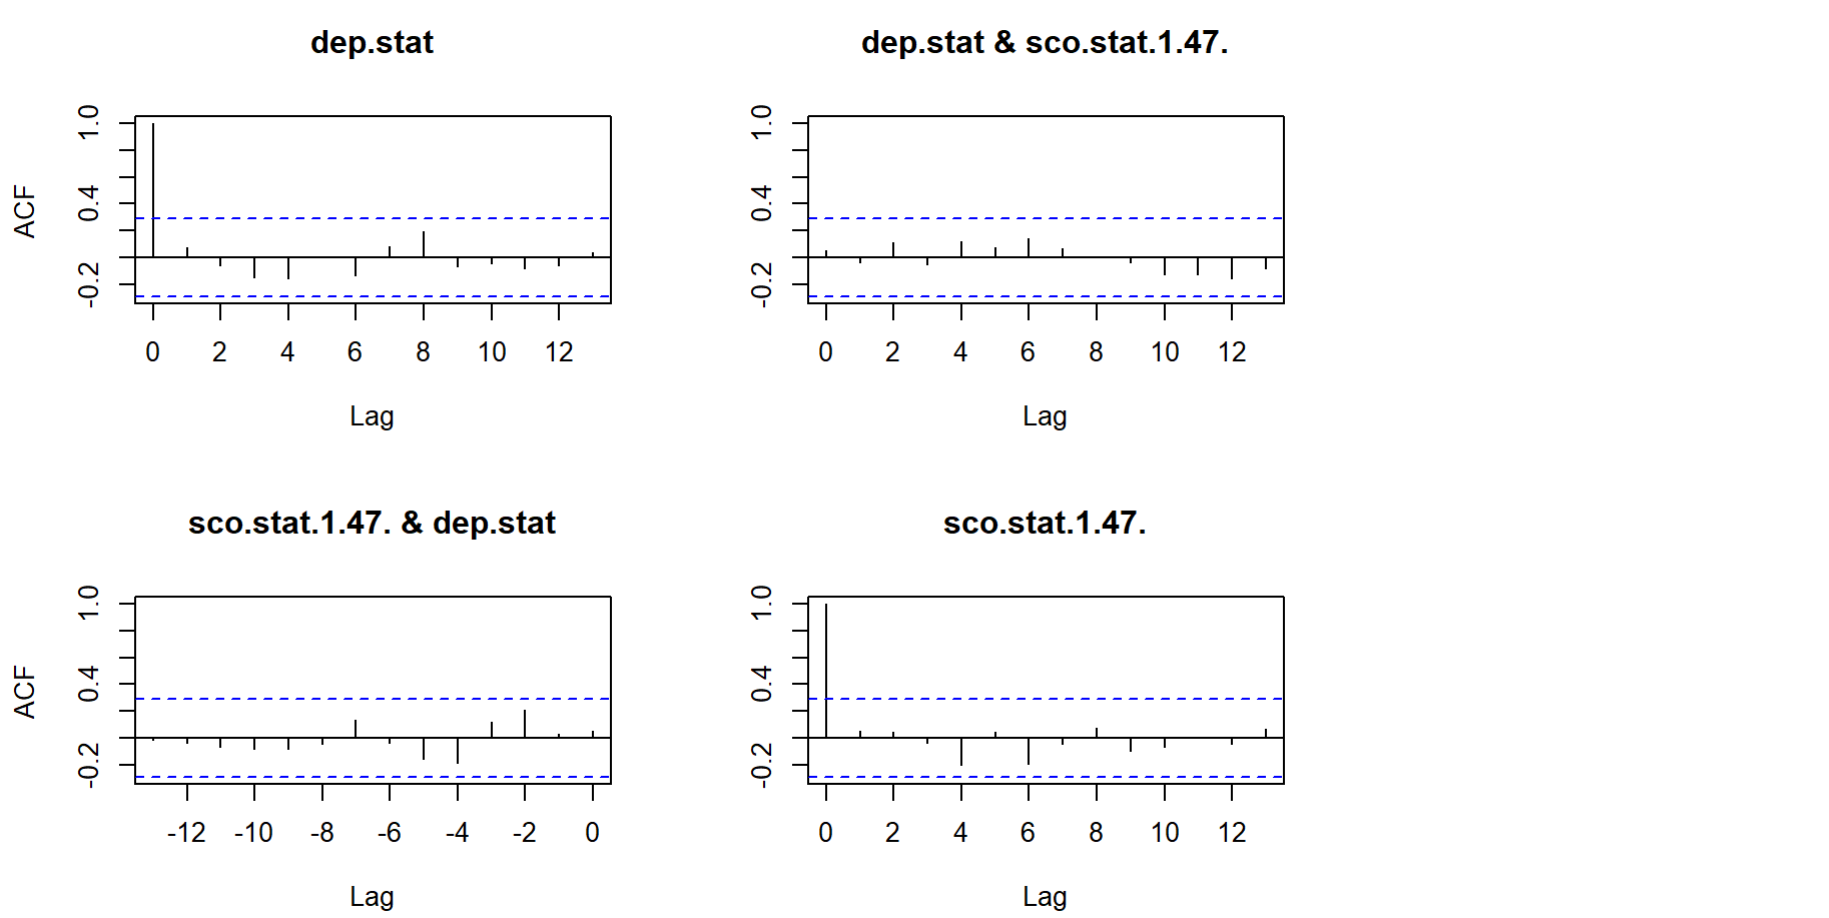 dep.stat
ACF
1.0
0.4
-0.2
0 2 4 6 8 10 12
Lag
dep.stat & sco.stat.1.47.
1.0
0.4
-0.2
0 2 4 6 8 10 12
Lag
sco.stat.1.47. & dep.stat
ACF
1.0
0.4
-0.2
-12 -10 -8 -6 -4 -2 0
Lag
sco.stat.1.47.
1.0
0.4
-0.2
0 2 4 6 8 10 12
Lag